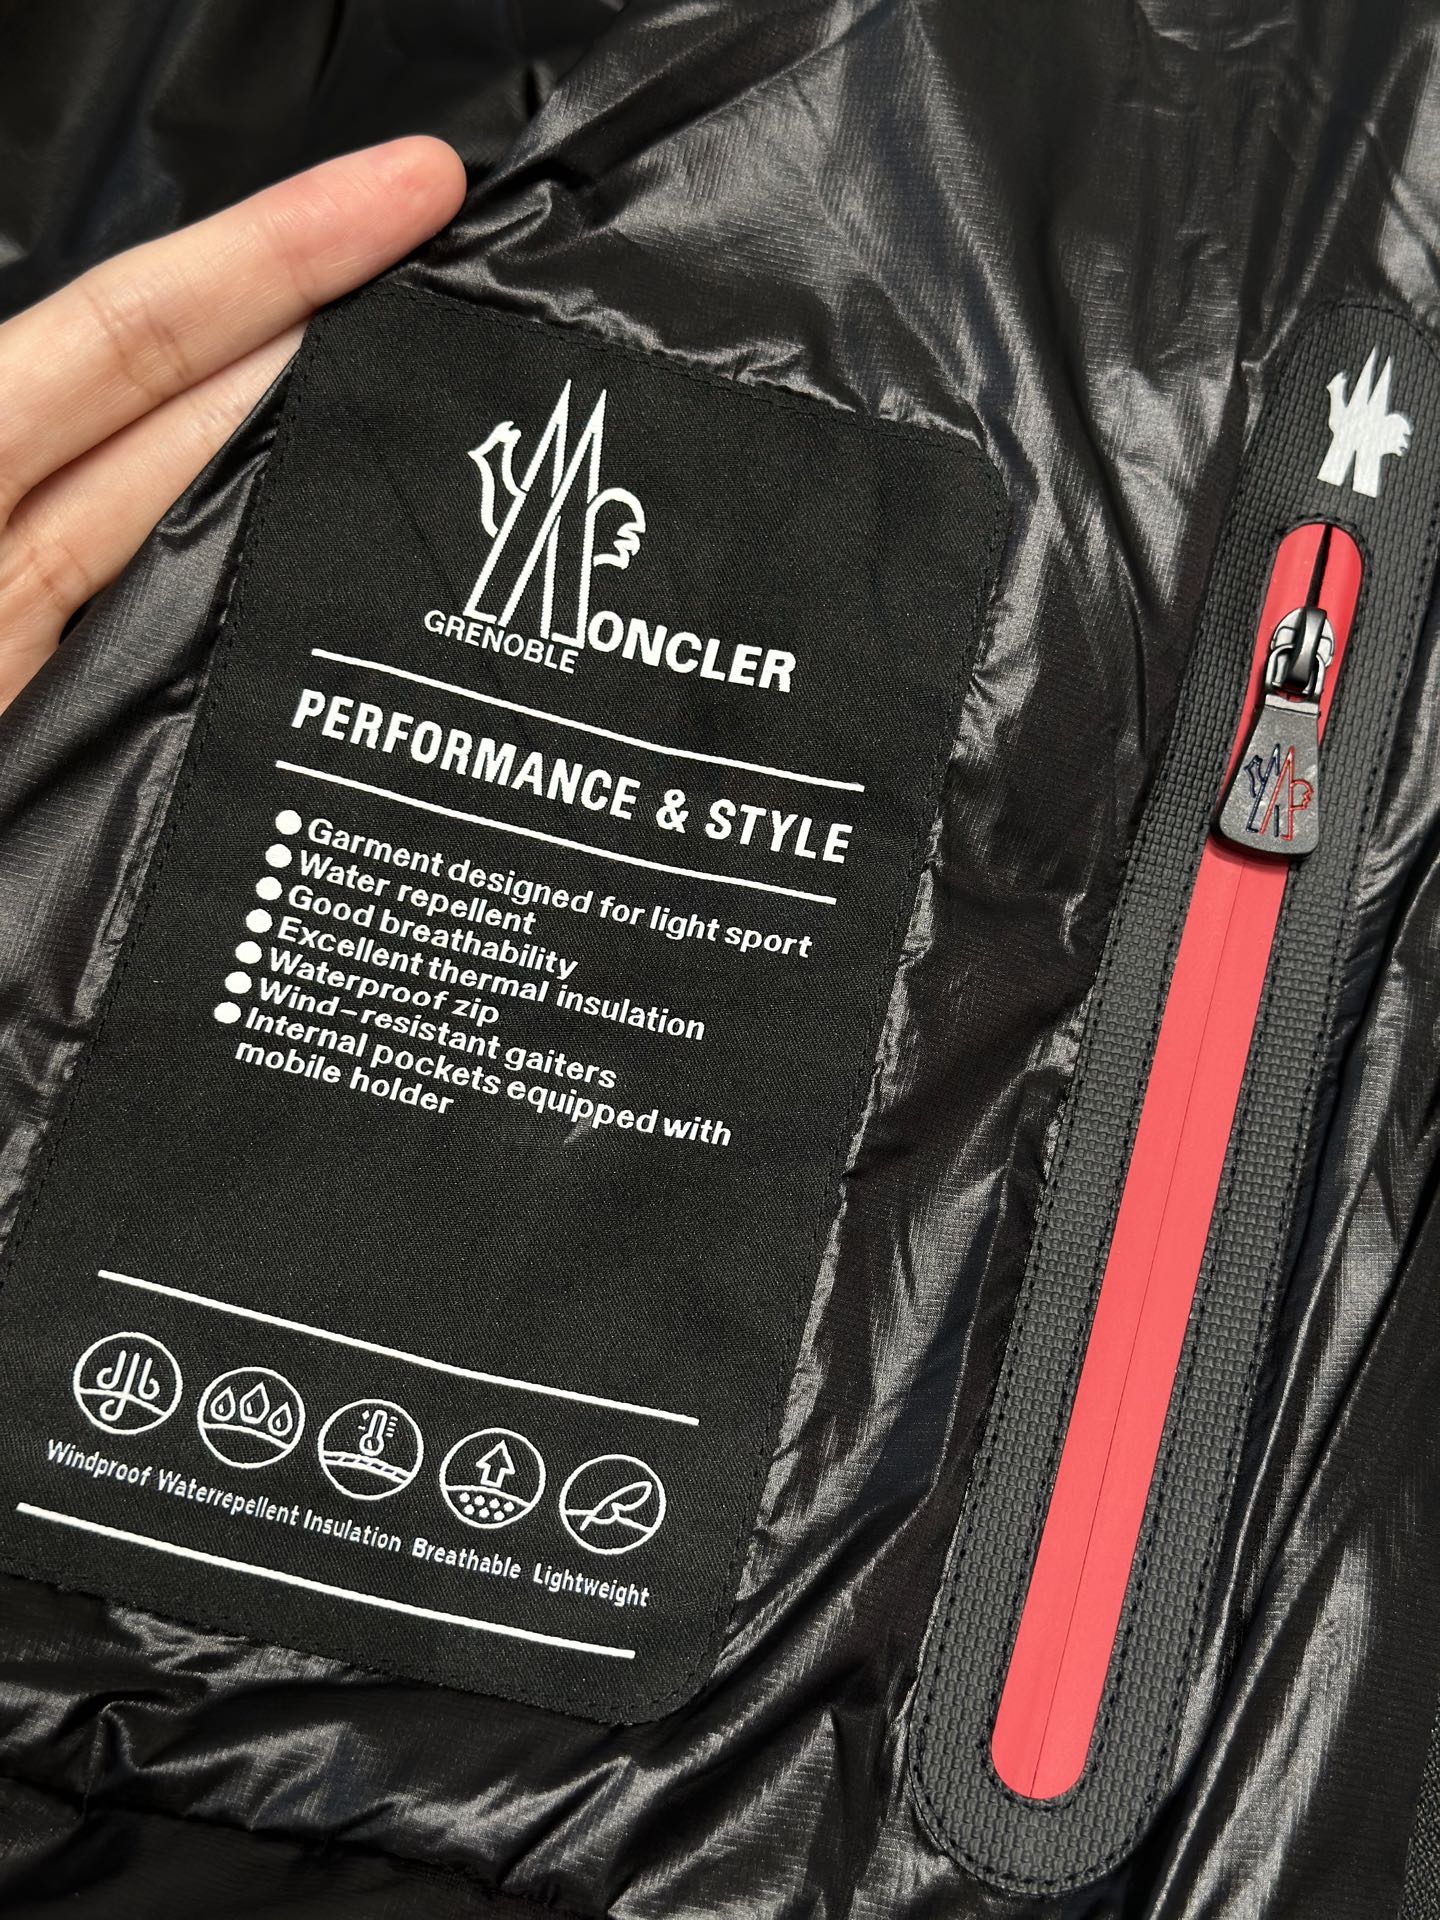 GRENOBLE MONCLER
PERFORMANCE & STYLE
● Garment designed for light sport
● Water repellent
● Good breathability
● Excellent thermal insulation
● Waterproof zip
● Wind-resistant gaiters
● Internal pockets equipped with
mobile holder
Windproof Waterrepellent Insulation Breathable Lightweight